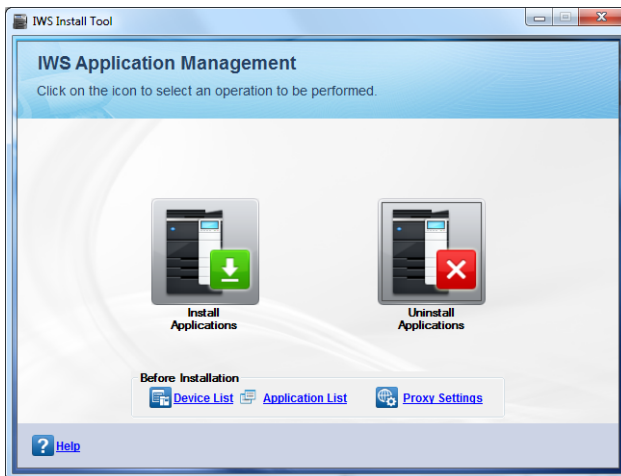 IWS Install Tool
IWS Application Management
Click on the icon to select an operation to be performed.
Install
Applications
Uninstall
Applications
Before Installation
Device List
Application List
Proxy Settings
? Help